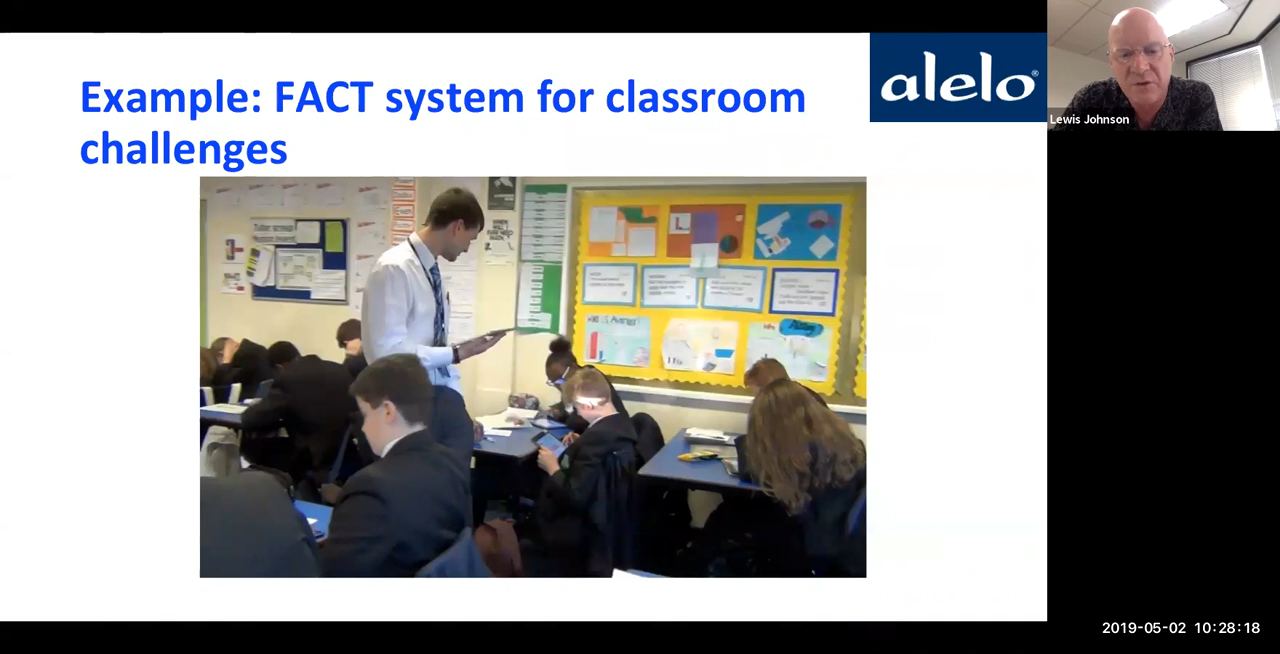 Example: FACT system for classroom
challenges
alelo®
Lewis Johnson
2019-05-02 10:28:18